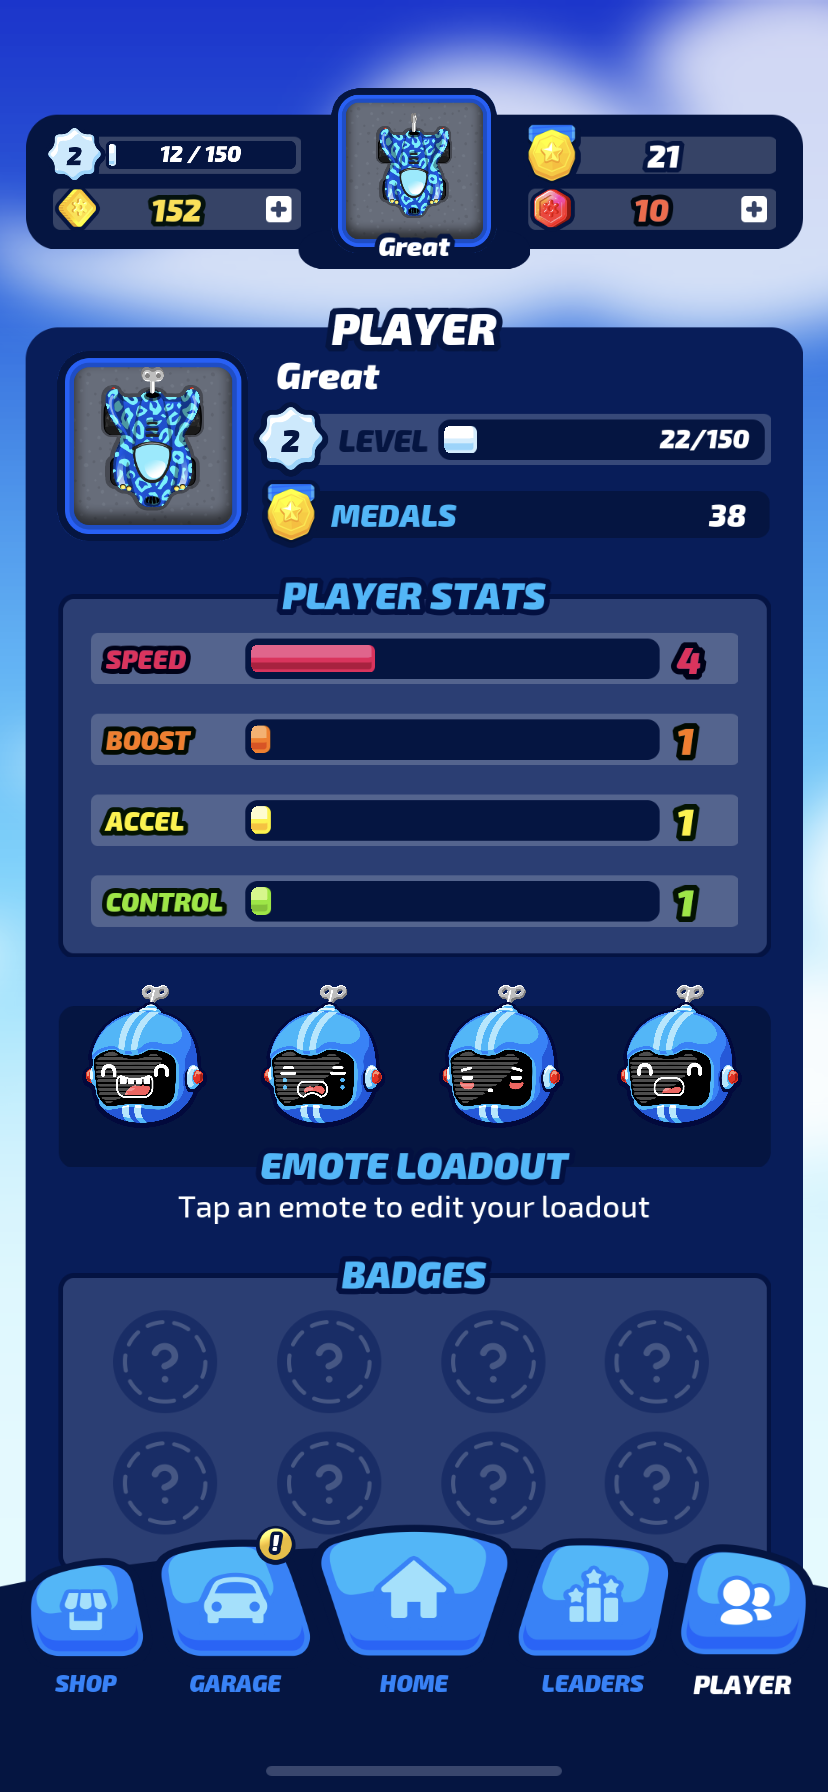 2
12 / 150
21
152
10
Great
PLAYER
Great
2 LEVEL 22/150
MEDALS 38
PLAYER STATS
SPEED 4
BOOST 1
ACCEL 1
CONTROL 1
EMOTE LOADOUT
Tap an emote to edit your loadout
BADGES
? ? ? ?
? ? ? ?
!
SHOP GARAGE HOME LEADERS PLAYER